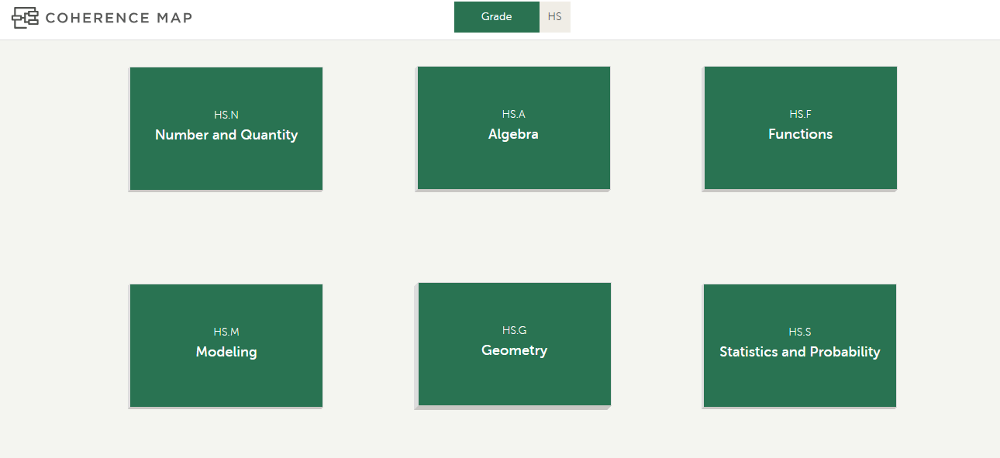 COHERENCE MAP
Grade
HS
HS.N
Number and Quantity
HS.A
Algebra
HS.F
Functions
HS.M
Modeling
HS.G
Geometry
HS.S
Statistics and Probability